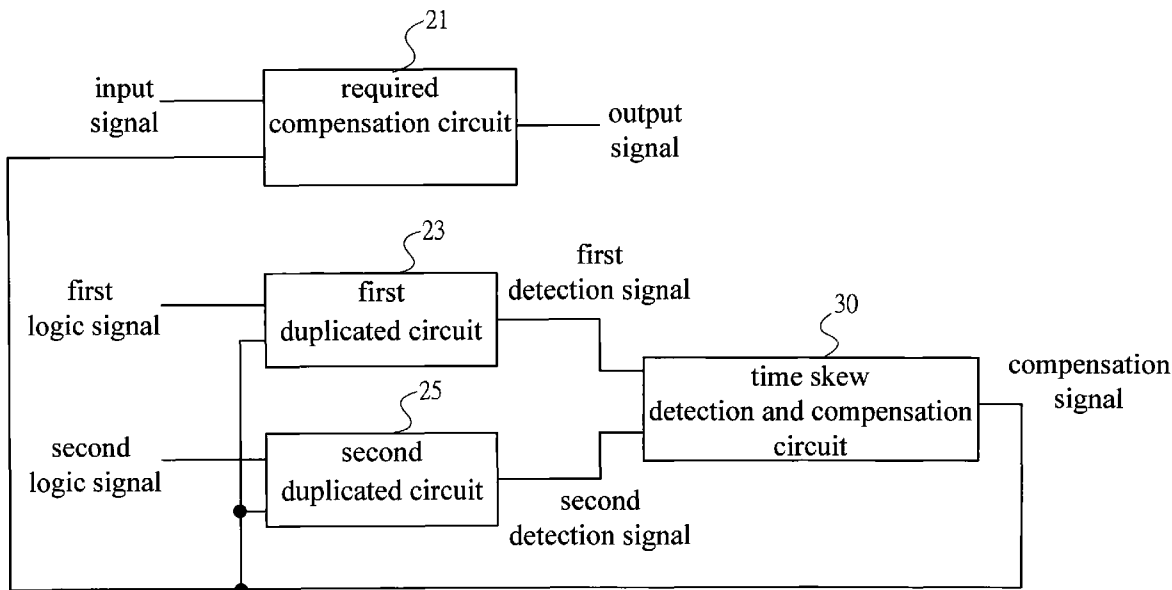 21
input
signal
required
compensation circuit
output
signal
23
first
logic signal
first
duplicated circuit
first
detection signal
30
time skew
detection and compensation
circuit
compensation
signal
25
second
logic signal
second
duplicated circuit
second
detection signal